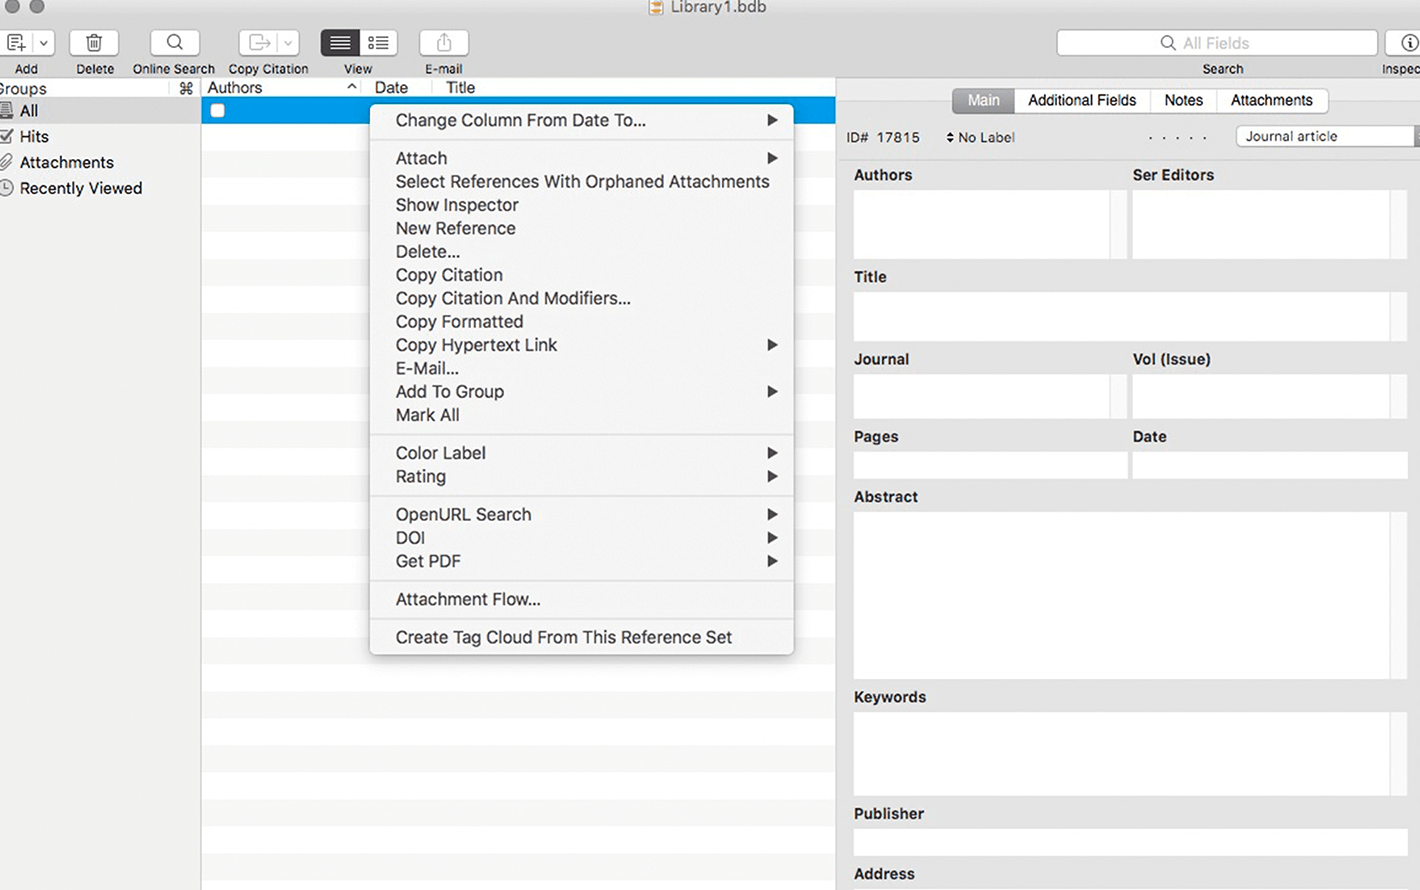 Library1.bdb
All Fields
Add
Delete
Online Search
Copy Citation
View
E-mail
Search
Groups
⌘
Authors
Date
Title
All
Hits
Attachments
Recently Viewed
Change Column From Date To...
Attach
Select References With Orphaned Attachments
Show Inspector
New Reference
Delete...
Copy Citation
Copy Citation And Modifiers...
Copy Formatted
Copy Hypertext Link
E-Mail...
Add To Group
Mark All
Color Label
Rating
OpenURL Search
DOI
Get PDF
Attachment Flow...
Create Tag Cloud From This Reference Set
Main
Additional Fields
Notes
Attachments
ID# 17815
No Label
Journal article
Authors
Ser Editors
Title
Journal
Vol (Issue)
Pages
Date
Abstract
Keywords
Publisher
Address